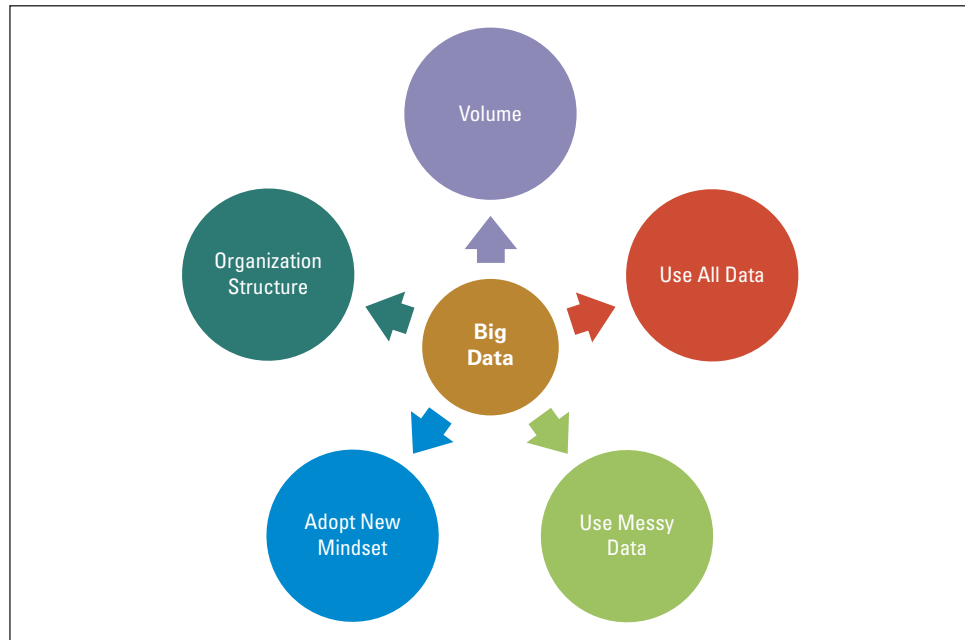 Volume
Organization
Structure
Use All Data
Big
Data
Adopt New
Mindset
Use Messy
Data